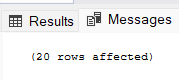 Results Messages
(20 rows affected)